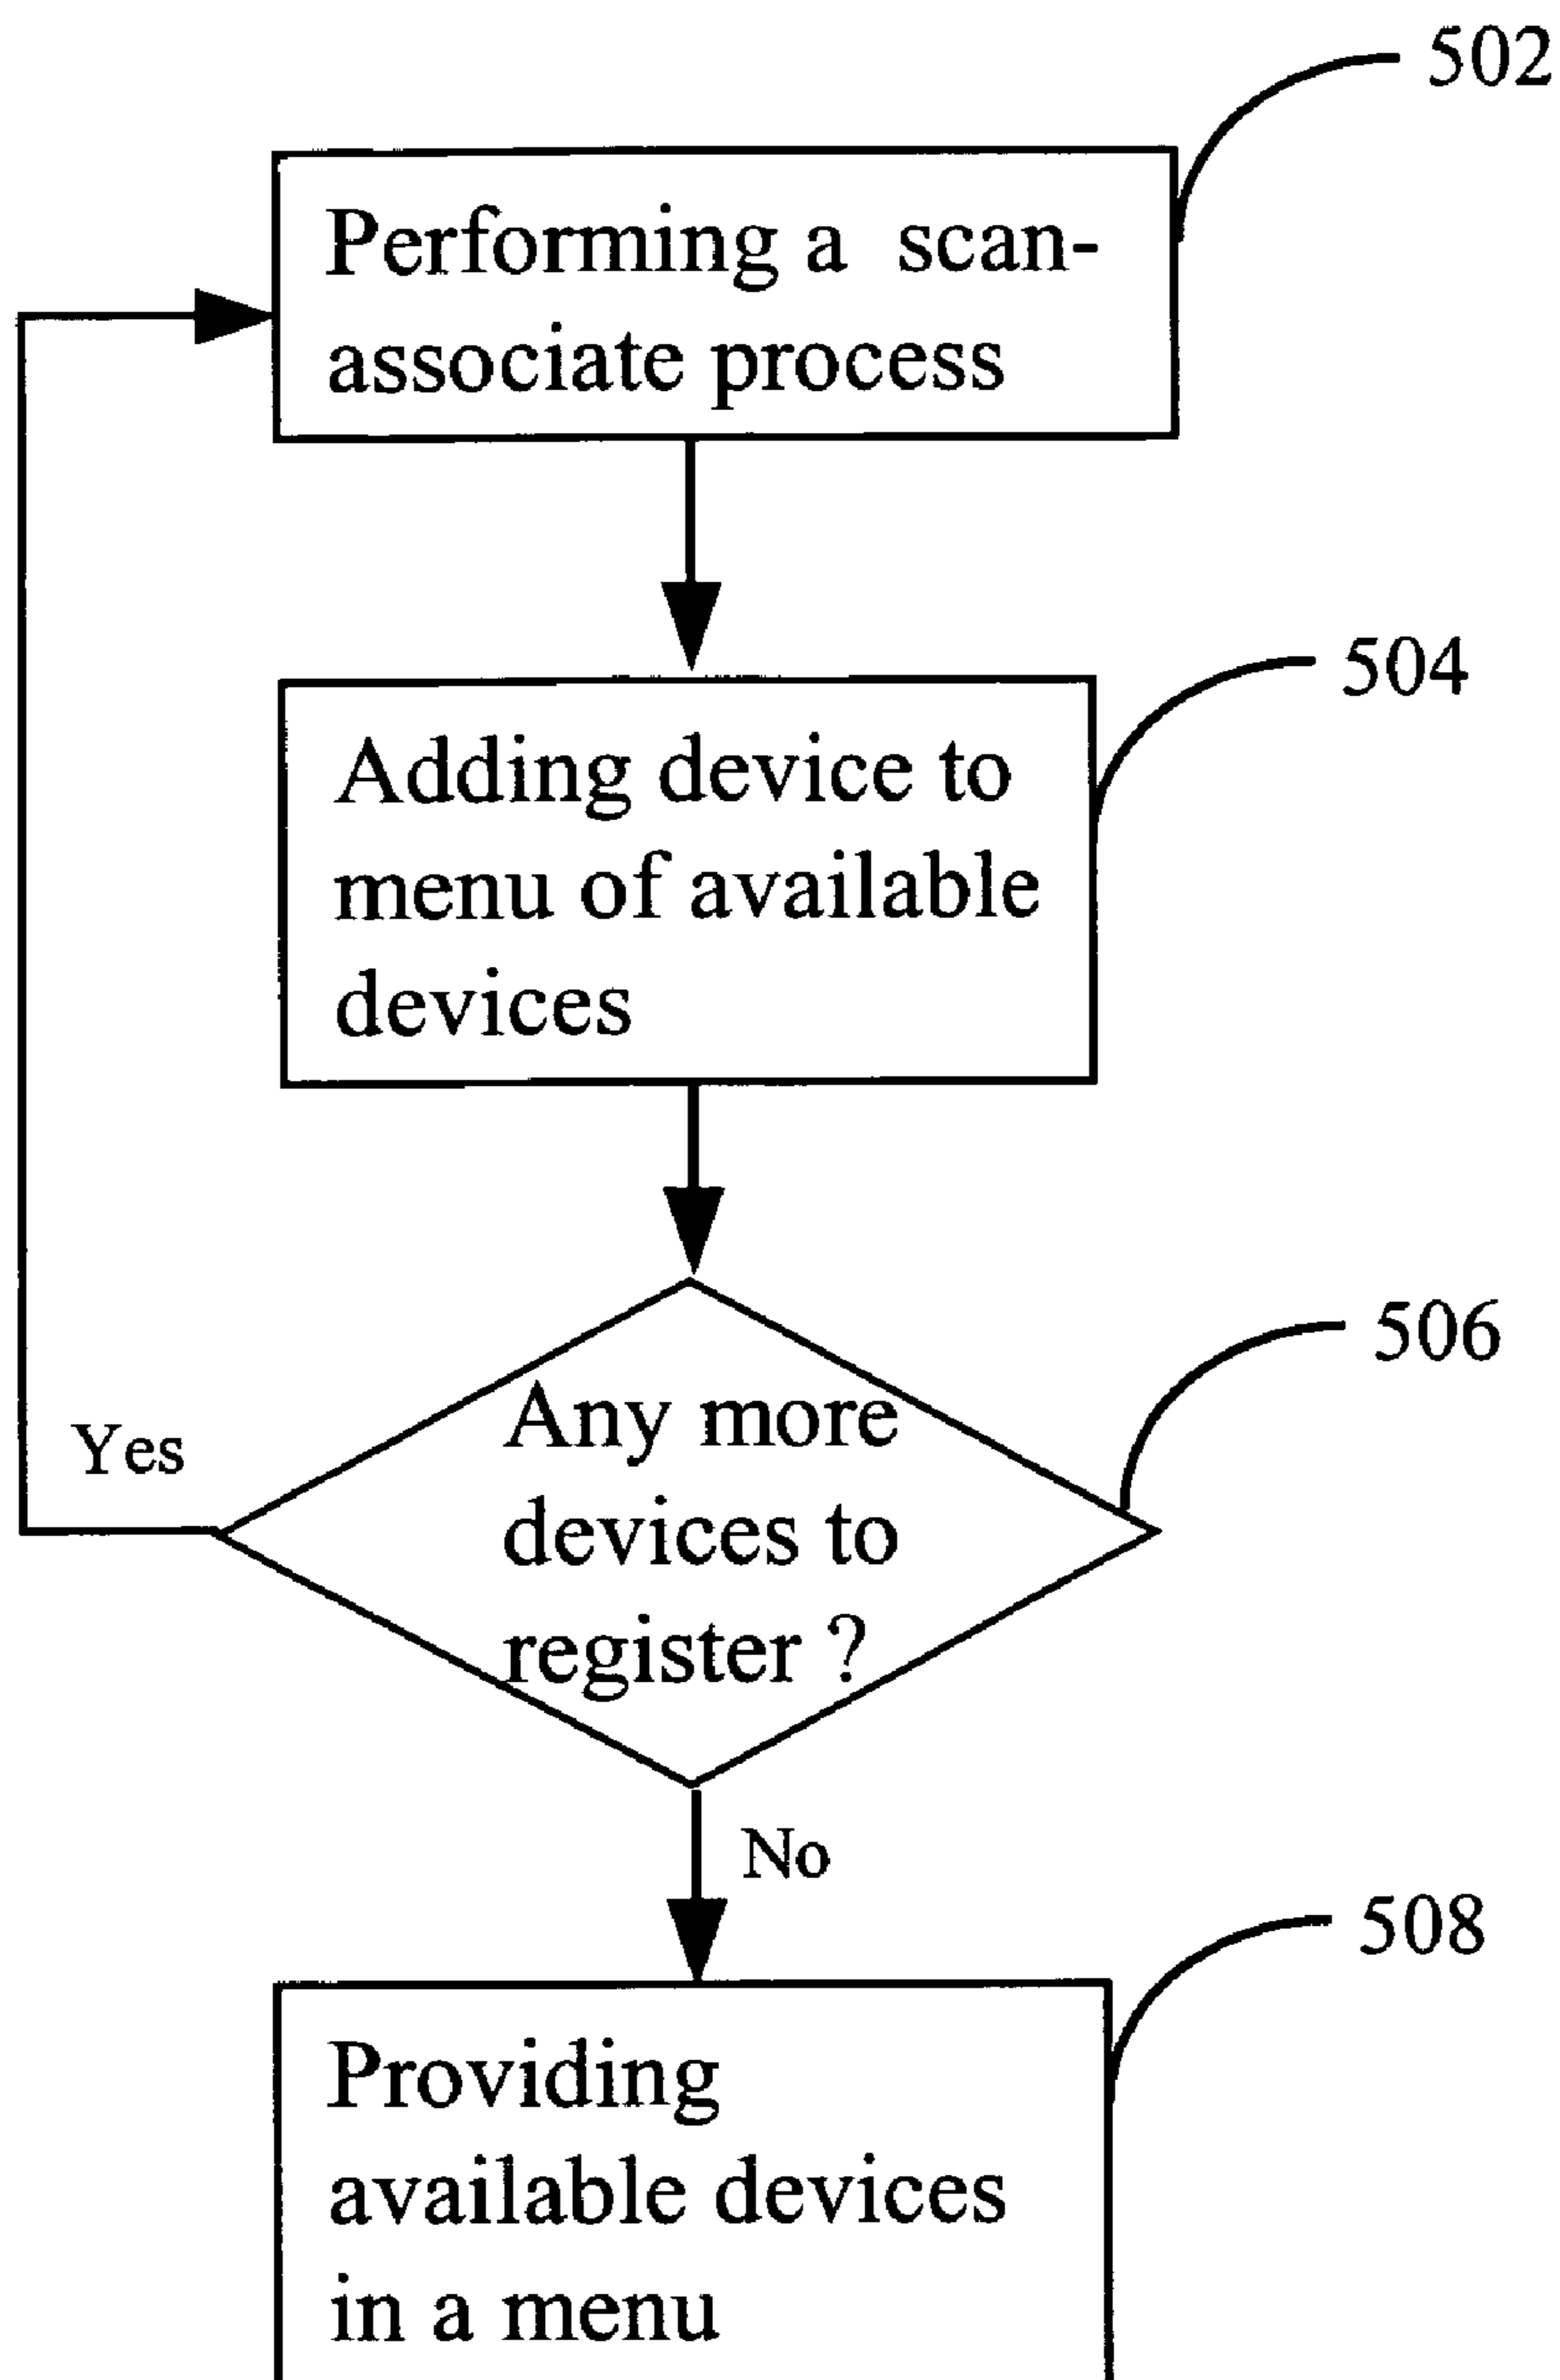 502
Performing a scan-
associate process
504
Adding device to
menu of available
devices
506
Any more
devices to
register ?
Yes
No
508
Providing
available devices
in a menu